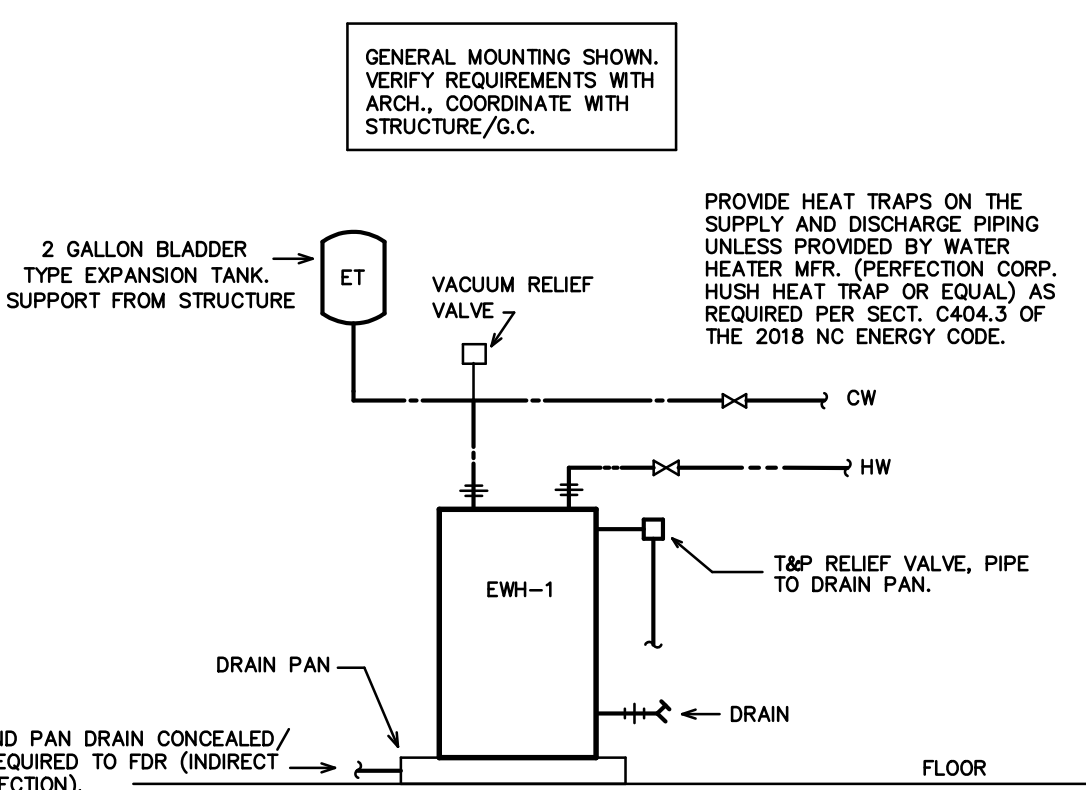 GENERAL MOUNTING SHOWN.
VERIFY REQUIREMENTS WITH
ARCH., COORDINATE WITH
STRUCTURE/G.C.
PROVIDE HEAT TRAPS ON THE
SUPPLY AND DISCHARGE PIPING
UNLESS PROVIDED BY WATER
HEATER MFR. (PERFECTION CORP.
HUSH HEAT TRAP OR EQUAL) AS
REQUIRED PER SECT. C404.3 OF
THE 2018 NC ENERGY CODE.
2 GALLON BLADDER
TYPE EXPANSION TANK.
SUPPORT FROM STRUCTURE
ET
VACUUM RELIEF
VALVE
CW
HW
T&P RELIEF VALVE, PIPE
TO DRAIN PAN.
EWH-1
DRAIN PAN
DRAIN
PAN DRAIN CONCEALED/
TO FDR (INDIRECT
FLOOR